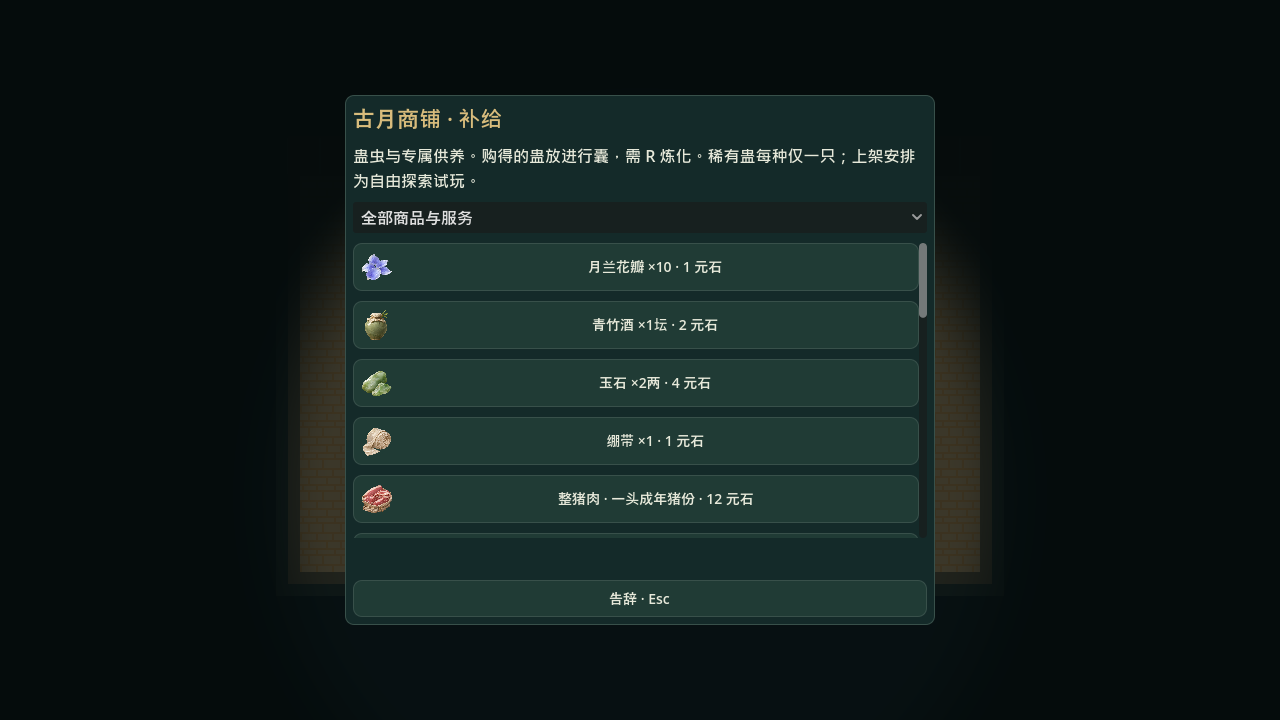 古月商铺 · 补给
蛊虫与专属供养。购得的蛊放进行囊 · 需 R 炼化。稀有蛊每种仅一只；上架安排
为自由探索试玩。
全部商品与服务
月兰花瓣 ×10 · 1 元石
青竹酒 ×1坛 · 2 元石
玉石 ×2两 · 4 元石
绷带 ×1 · 1 元石
整猪肉 · 一头成年猪份 · 12 元石
告辞 · Esc